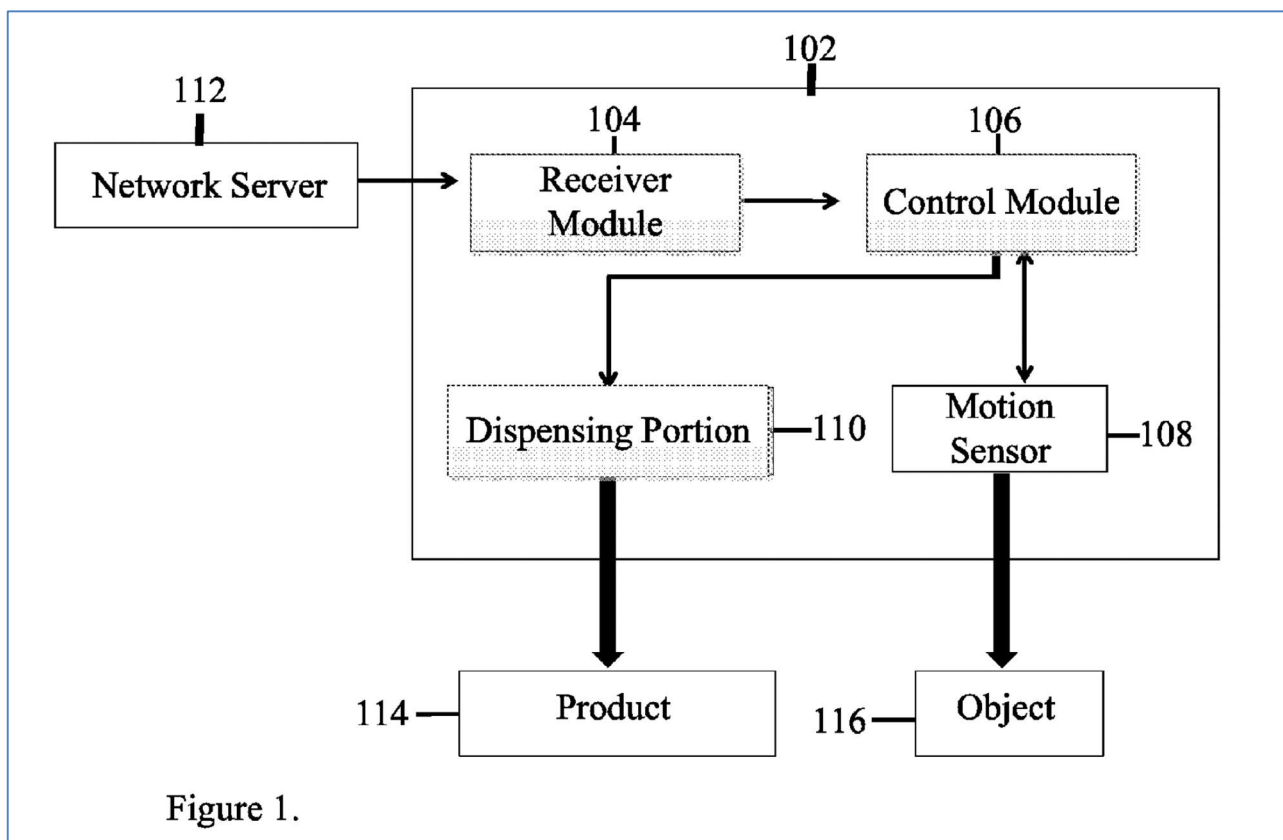 102
112
104
106
Network Server
Receiver
Module
Control Module
Dispensing Portion
110
Motion
Sensor
108
114
Product
116
Object
Figure 1.